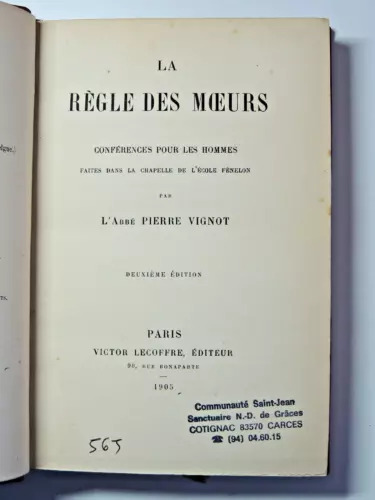 LA
RÈGLE DES MŒURS
CONFÉRENCES POUR LES HOMMES
FAITES DANS LA CHAPELLE DE L'ÉCOLE FÉNELON
PAR
L'ABBÉ PIERRE VIGNOT
DEUXIÈME ÉDITION
PARIS
VICTOR LECOFFRE, ÉDITEUR
90, RUE BONAPARTE
1905
Communauté Saint-Jean
Sanctuaire N.-D. de Grâces
COTIGNAC 83570 CARCES
☎ (94) 04.60.15
565